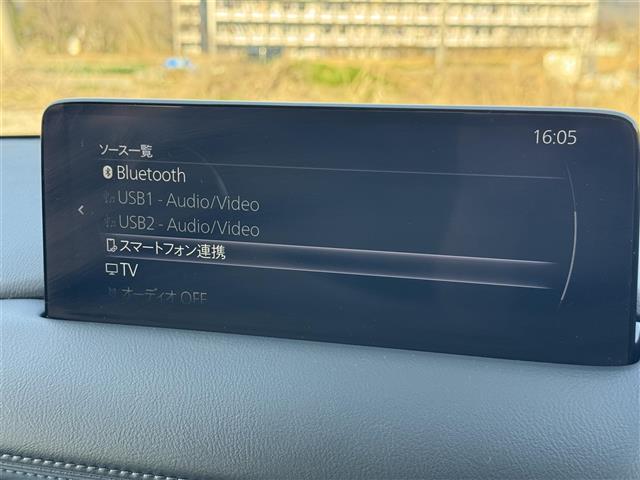 16:05
ソース一覧
Bluetooth
USB1 - Audio/Video
USB2 - Audio/Video
スマートフォン連携
TV
オーディオ OFF